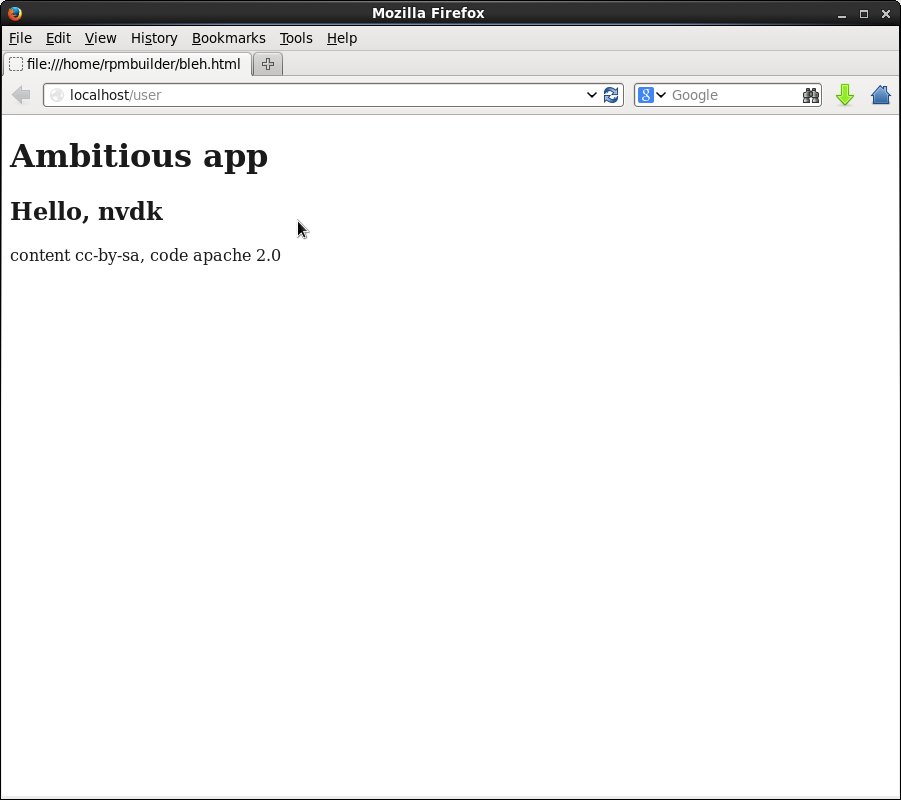 Mozilla Firefox
File Edit View History Bookmarks Tools Help
file:///home/rpmbuilder/bleh.html
localhost/user 8 Google
Ambitious app
Hello, nvdk
content cc-by-sa, code apache 2.0